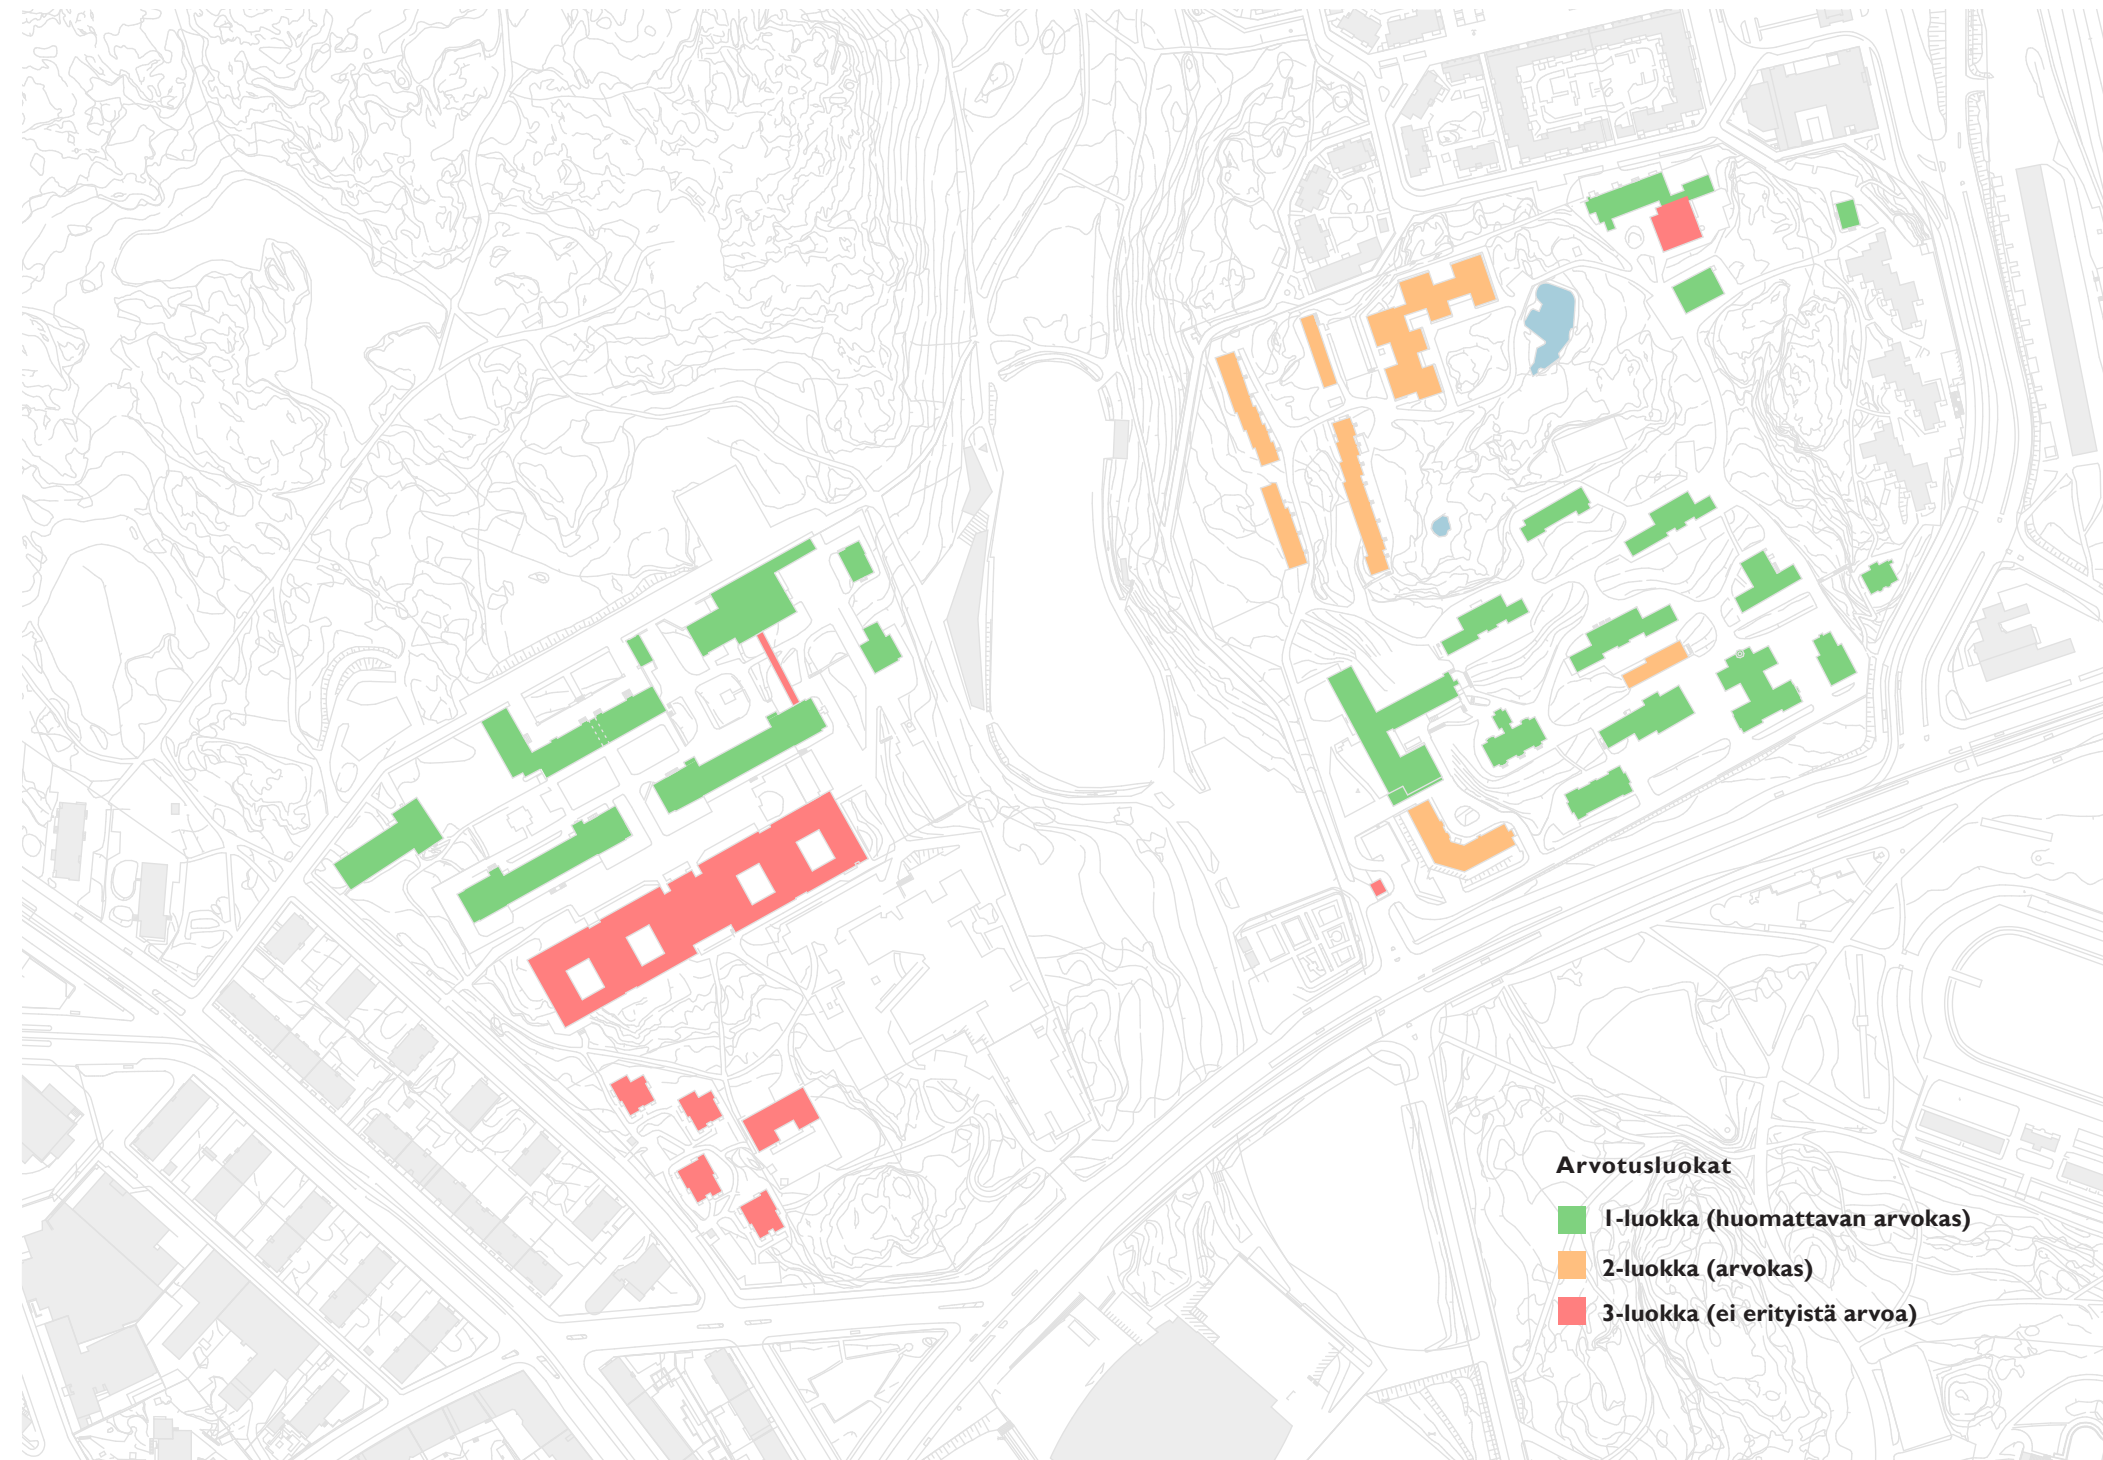 Arvotusluokat
1-luokka (huomattavan arvokas)
2-luokka (arvokas)
3-luokka (ei erityistä arvoa)